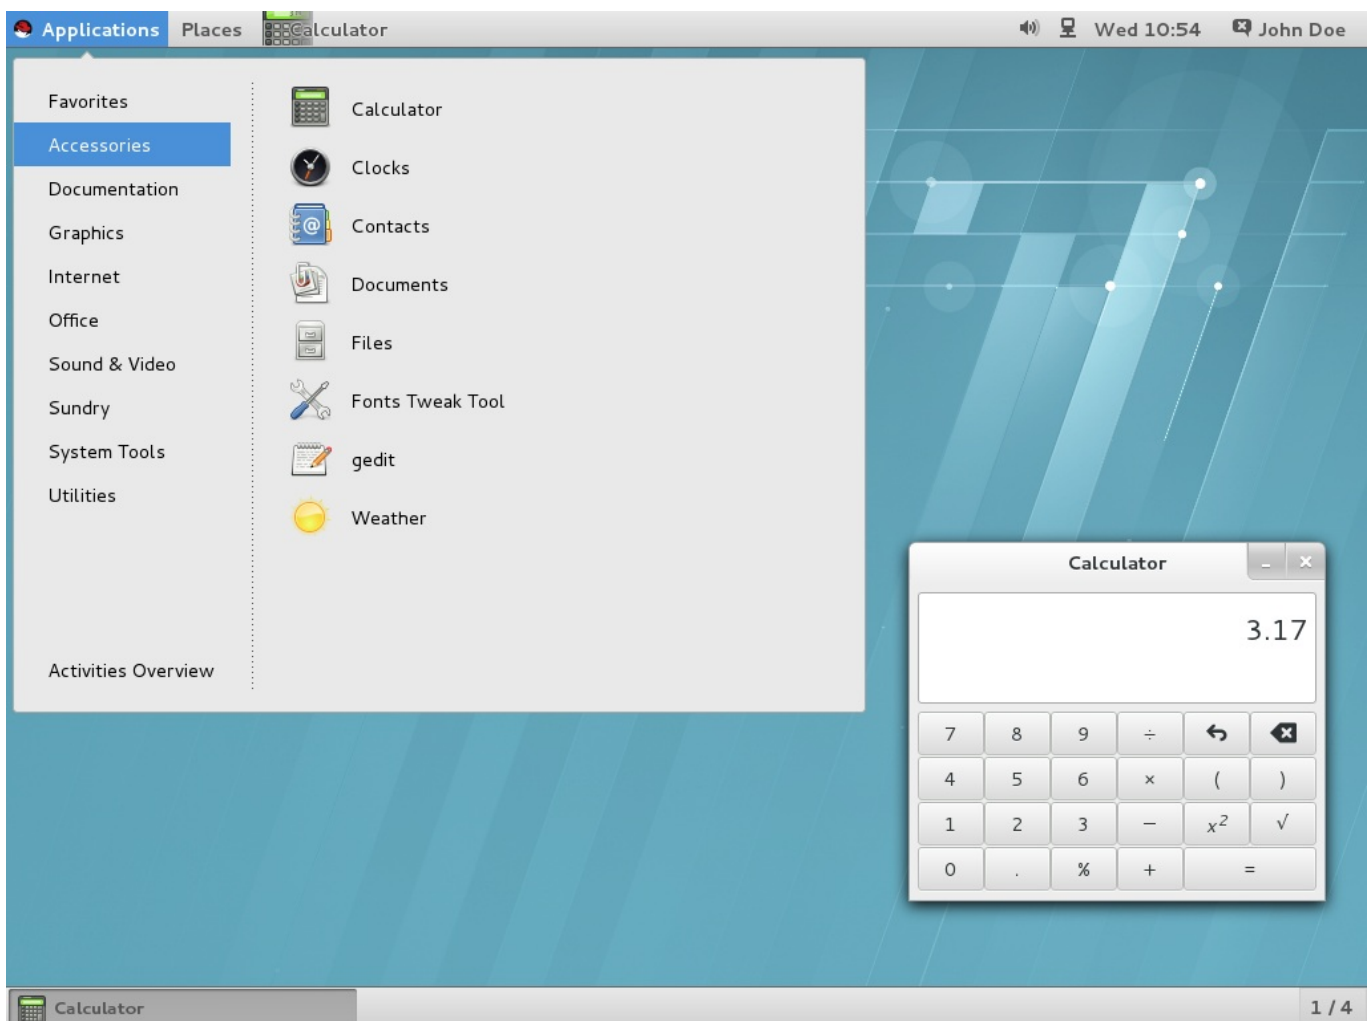 Applications Places Calculator Wed 10:54 John Doe
Favorites
Accessories
Documentation
Graphics
Internet
Office
Sound & Video
Sundry
System Tools
Utilities
Activities Overview
Calculator
Clocks
Contacts
Documents
Files
Fonts Tweak Tool
gedit
Weather
Calculator
3.17
7 8 9 ÷
4 5 6 × ( )
1 2 3 − x² √
0 . % + =
Calculator 1 / 4